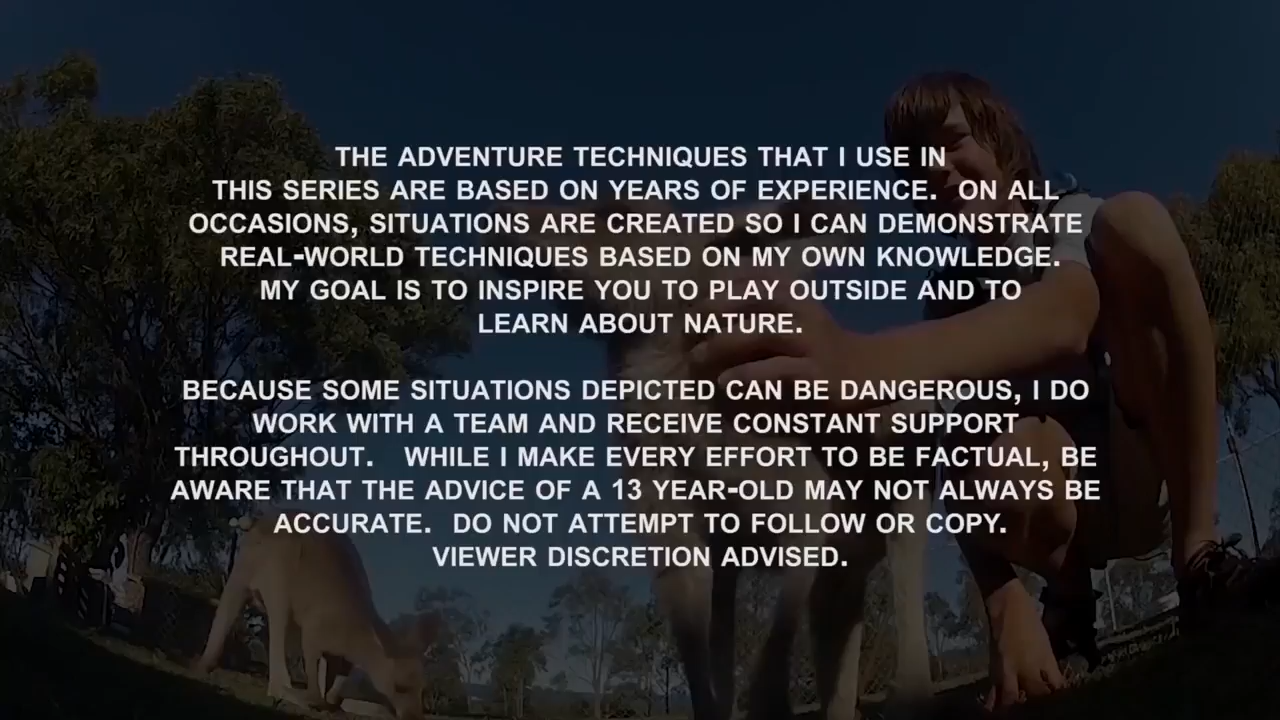 THE ADVENTURE TECHNIQUES THAT I USE IN
THIS SERIES ARE BASED ON YEARS OF EXPERIENCE. ON ALL
OCCASIONS, SITUATIONS ARE CREATED SO I CAN DEMONSTRATE
REAL-WORLD TECHNIQUES BASED ON MY OWN KNOWLEDGE.
MY GOAL IS TO INSPIRE YOU TO PLAY OUTSIDE AND TO
LEARN ABOUT NATURE.
BECAUSE SOME SITUATIONS DEPICTED CAN BE DANGEROUS, I DO
WORK WITH A TEAM AND RECEIVE CONSTANT SUPPORT
THROUGHOUT. WHILE I MAKE EVERY EFFORT TO BE FACTUAL, BE
AWARE THAT THE ADVICE OF A 13 YEAR-OLD MAY NOT ALWAYS BE
ACCURATE. DO NOT ATTEMPT TO FOLLOW OR COPY.
VIEWER DISCRETION ADVISED.